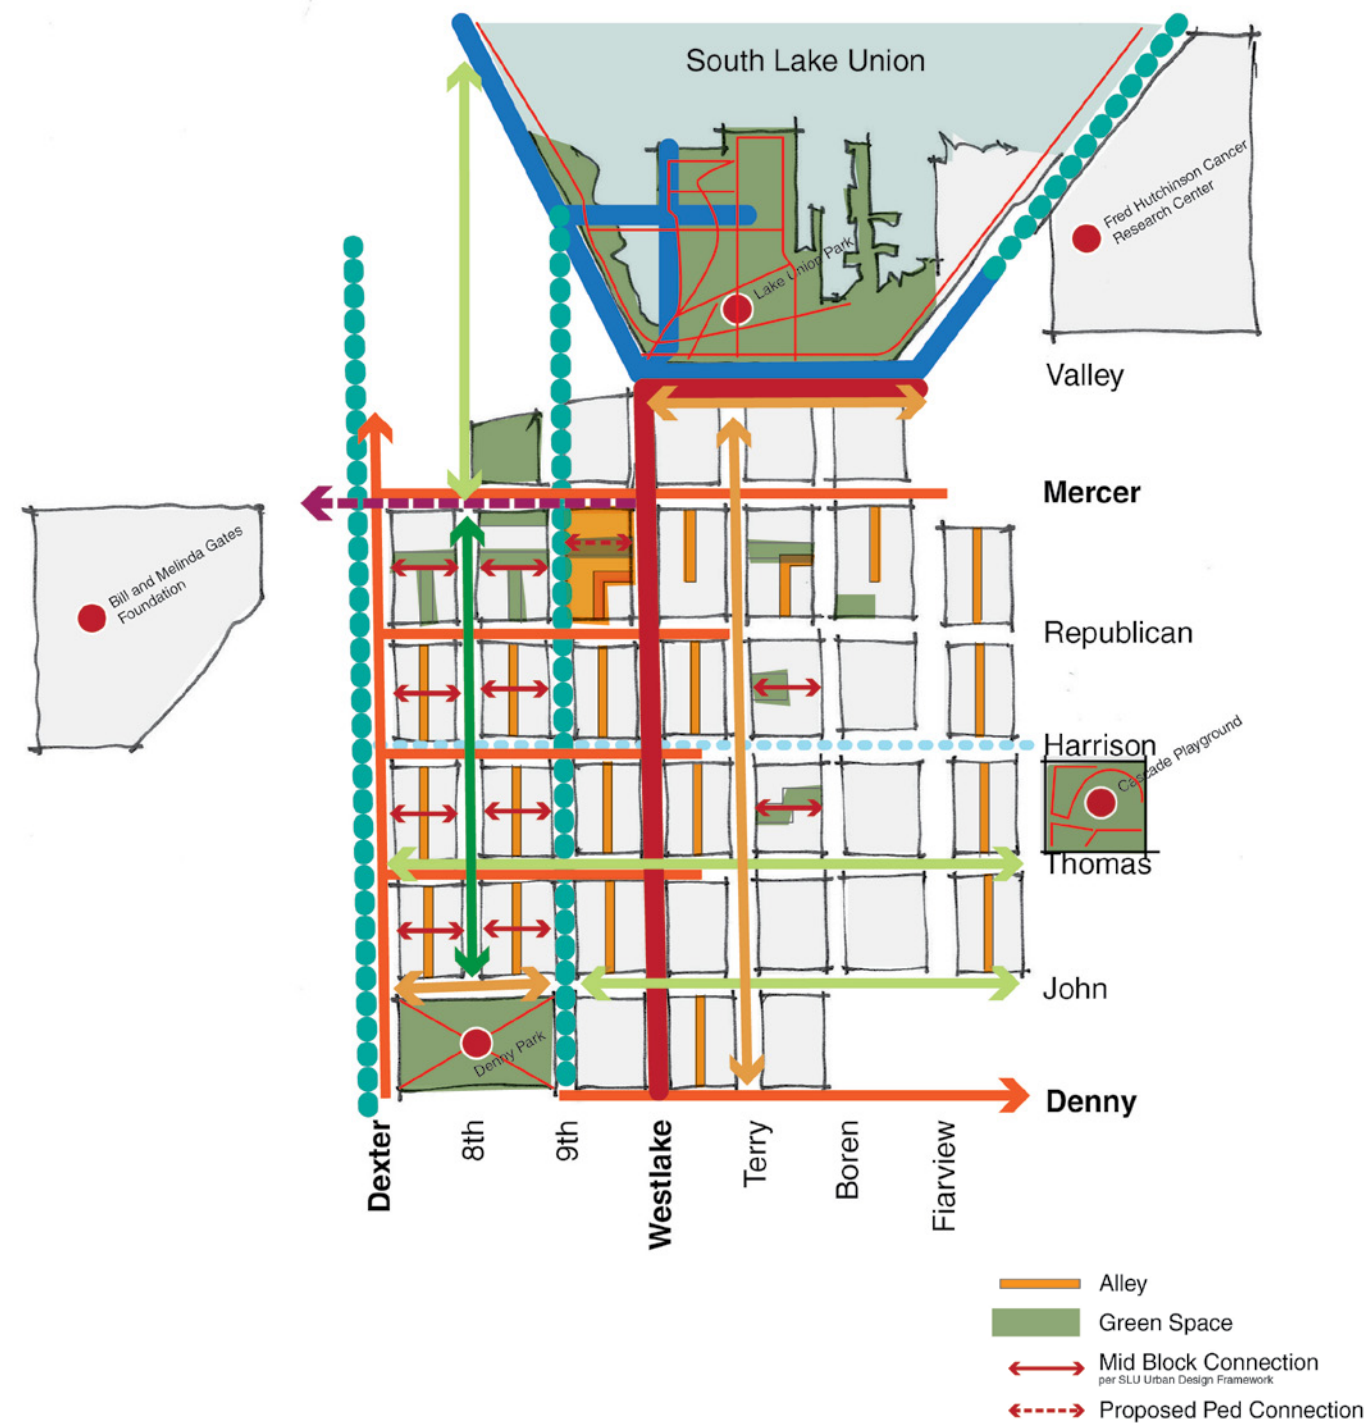 South Lake Union
Fred Hutchinson Cancer
Research Center
Lake Union Park
Valley
Mercer
Bill and Melinda Gates
Foundation
Republican
Harrison
Cascade Playground
Thomas
John
Denny Park
Denny
Dexter
8th
9th
Westlake
Terry
Boren
Fiarview
Alley
Green Space
Mid Block Connection
per SLU Urban Design Framework
Proposed Ped Connection